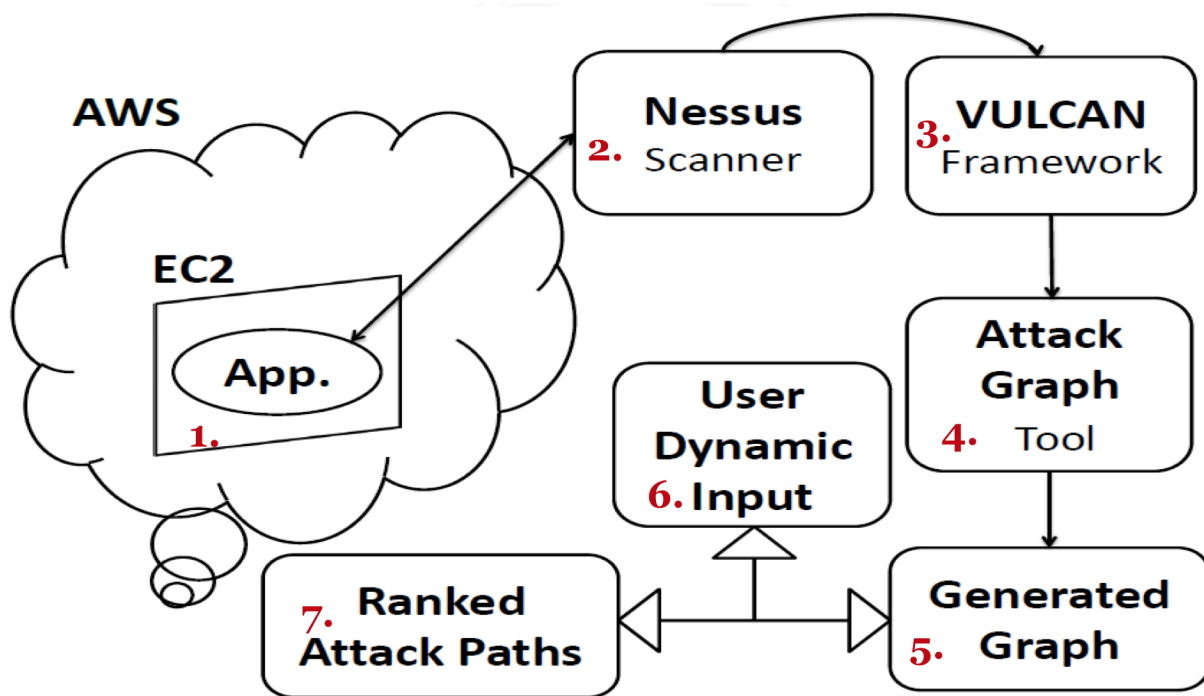 AWS
EC2
App.
1.
Nessus
2. Scanner
VULCAN
3. Framework
Attack
Graph
4. Tool
Generated
5. Graph
User
Dynamic
6. Input
7. Ranked
Attack Paths